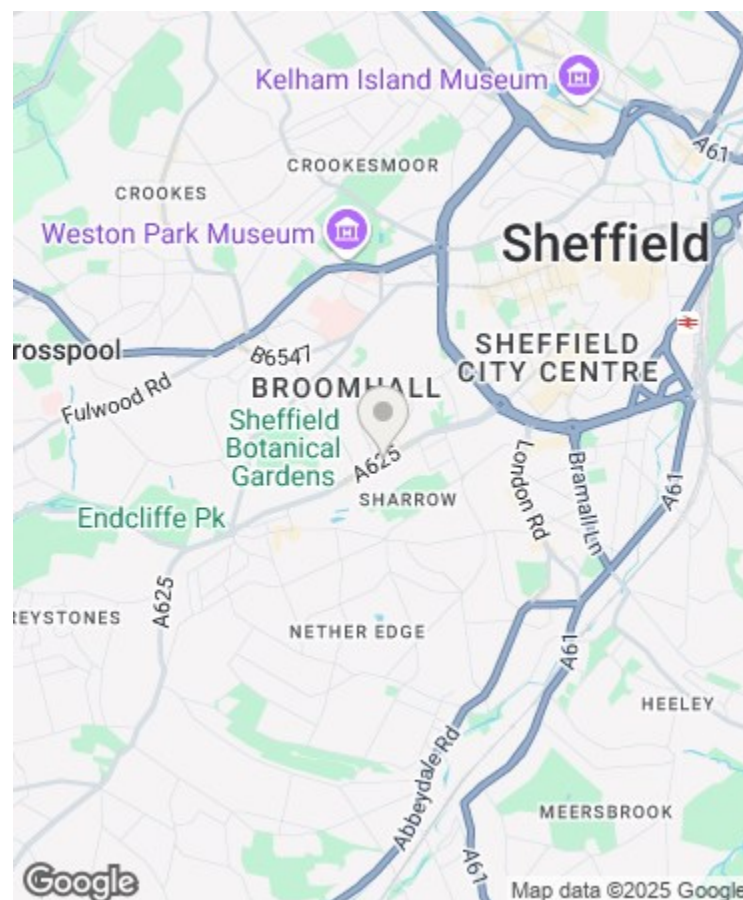 Kelham Island Museum
A61
CROOKESMOOR
CROOKES
Weston Park Museum
Sheffield
rosspool
B6547
SHEFFIELD
CITY CENTRE
Fulwood Rd
BROOMHALL
Sheffield
Botanical
Gardens
A625
London Rd
Bramall Ln
A61
SHARROW
Endcliffe Pk
A625
REYSTONES
NETHER EDGE
A61
HEELEY
Abbeydale Rd
MEERSBROOK
A61
Google
Map data ©2025 Google